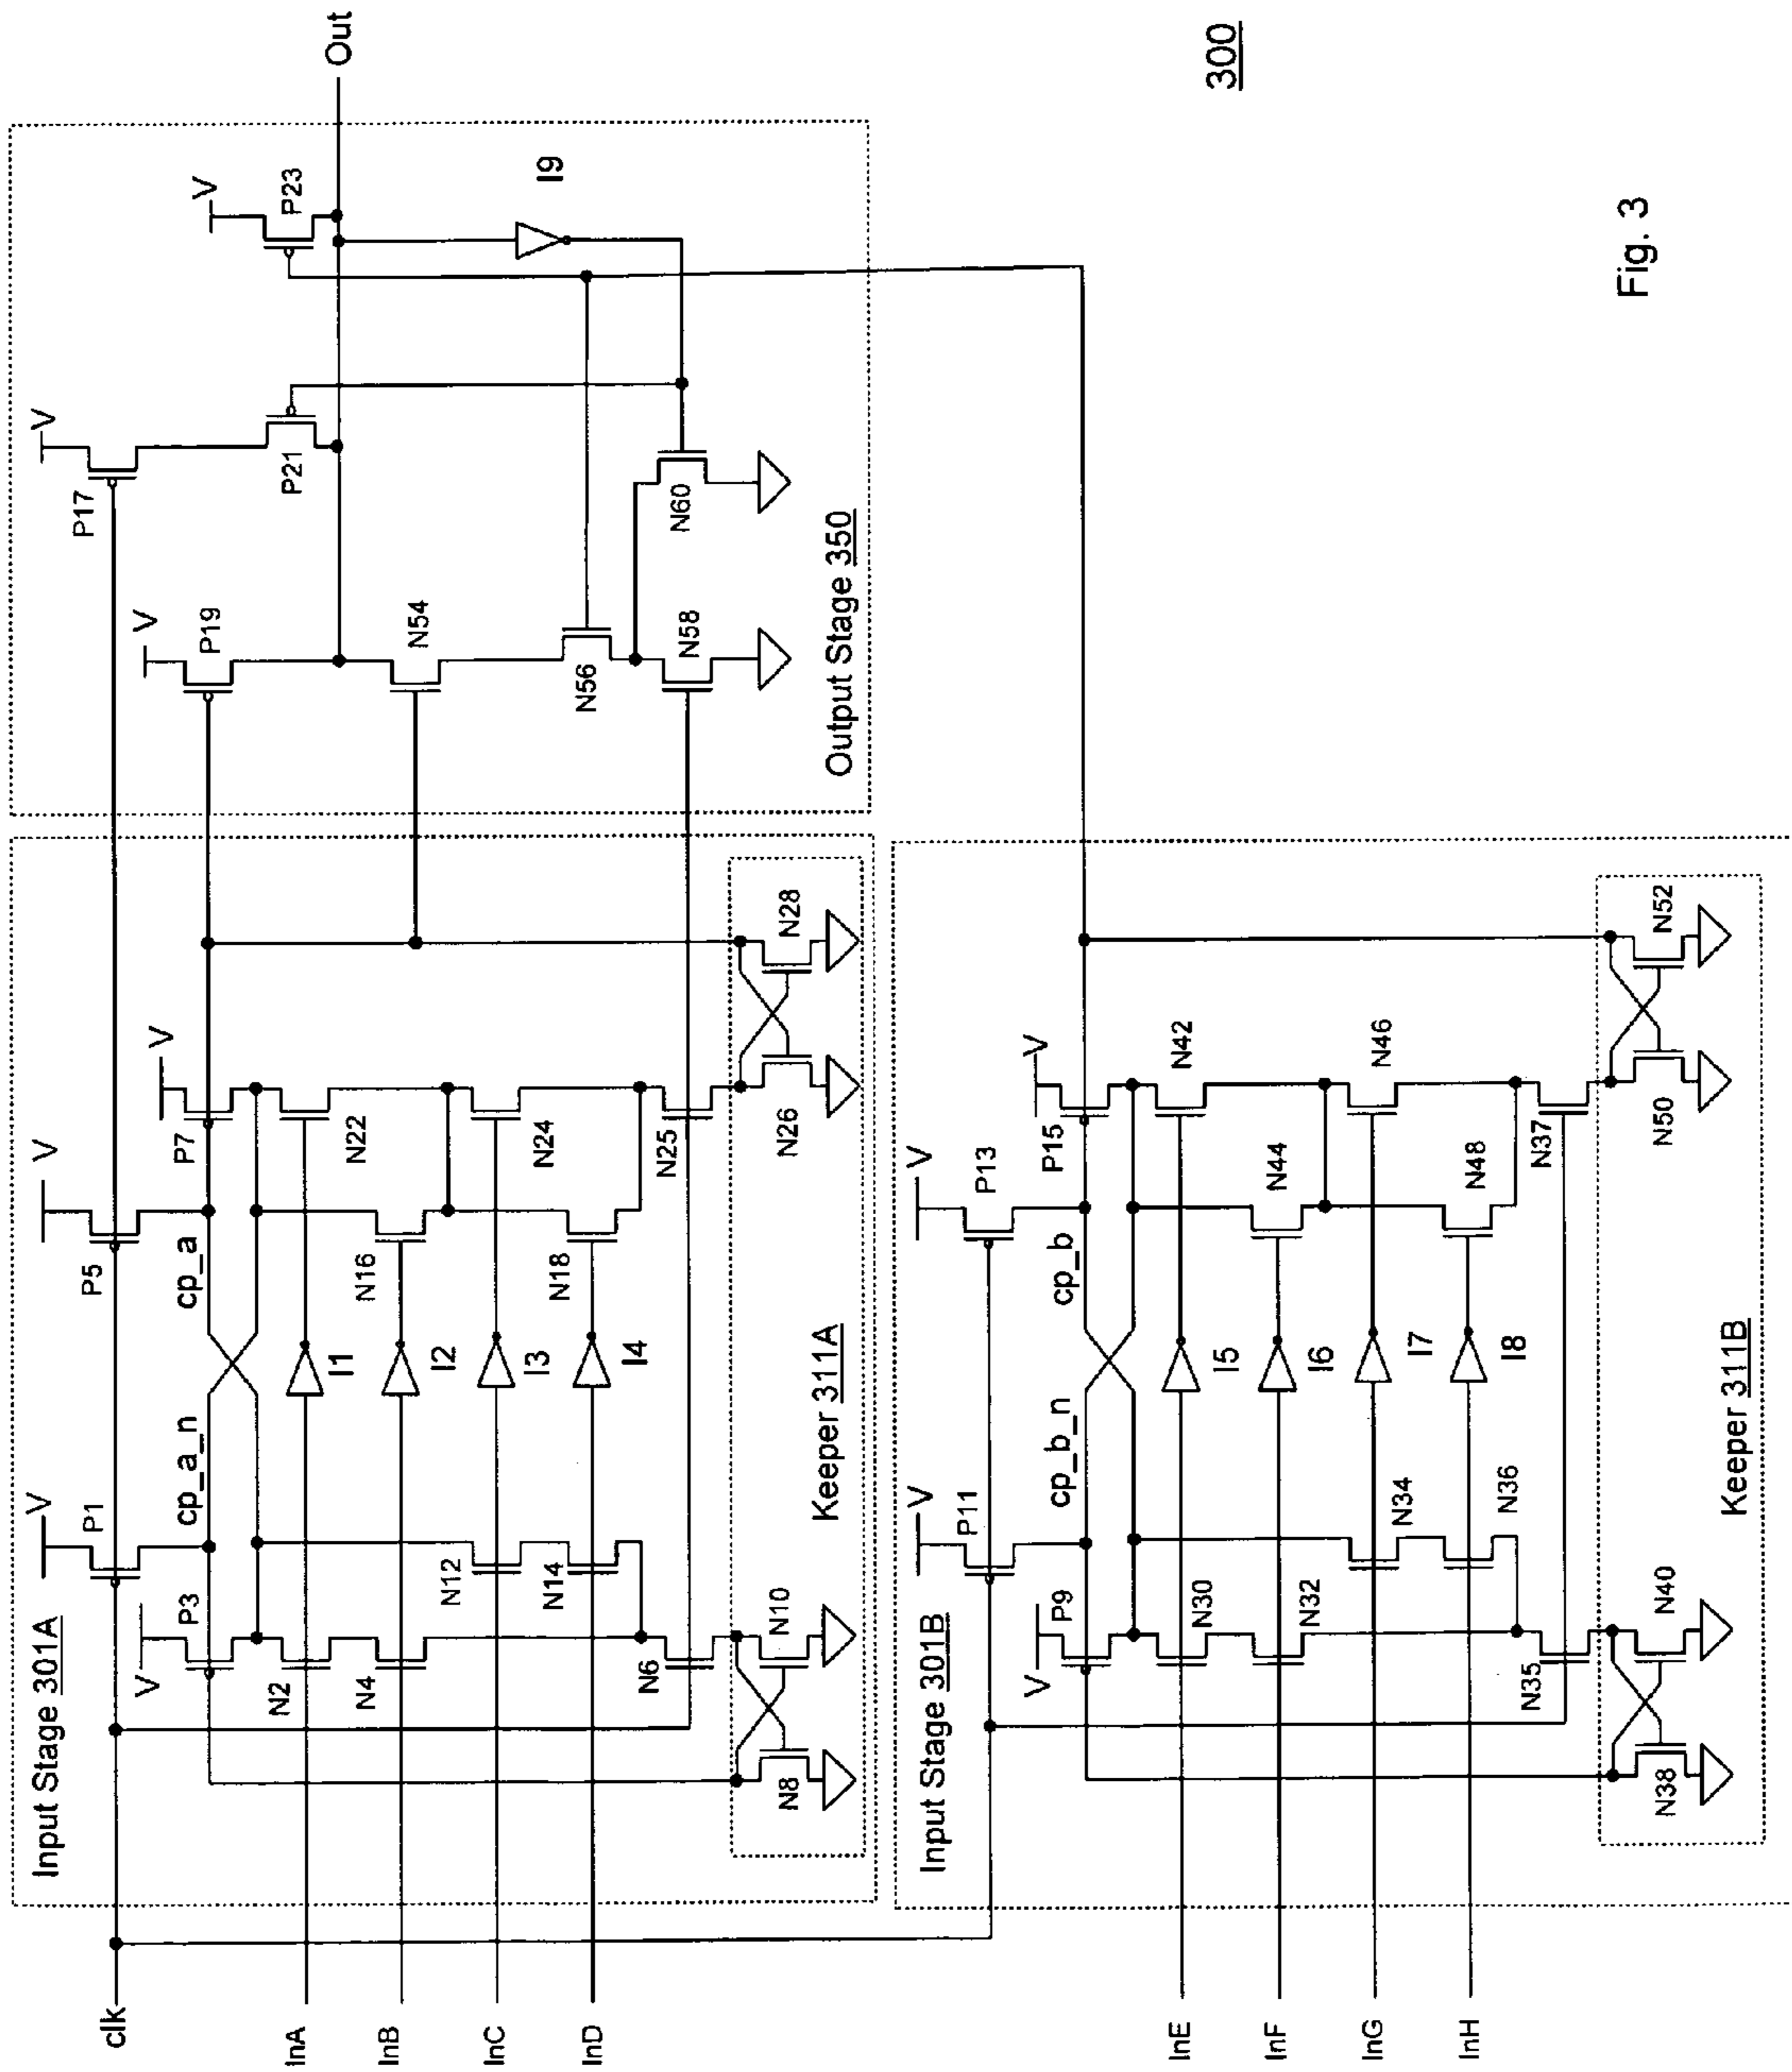 Input Stage 301A
V
P1
V
P3
cp_a_n
P5
V
cp_a
P7
V
N2
N4
N12
N14
I1
I2
I3
I4
N16
N18
N22
N24
N6
N25
N8
N10
Keeper 311A
N26
N28
clk
InA
InB
InC
InD
P17
V
V
P19
P21
V
P23
Out
N54
N56
N58
N60
I9
Output Stage 350
Input Stage 301B
V
P11
V
P9
cp_b_n
P13
V
cp_b
P15
V
N30
N32
N34
N36
I5
I6
I7
I8
N42
N44
N46
N48
N35
N37
N38
N40
Keeper 311B
N50
N52
InE
InF
InG
InH
300
Fig. 3